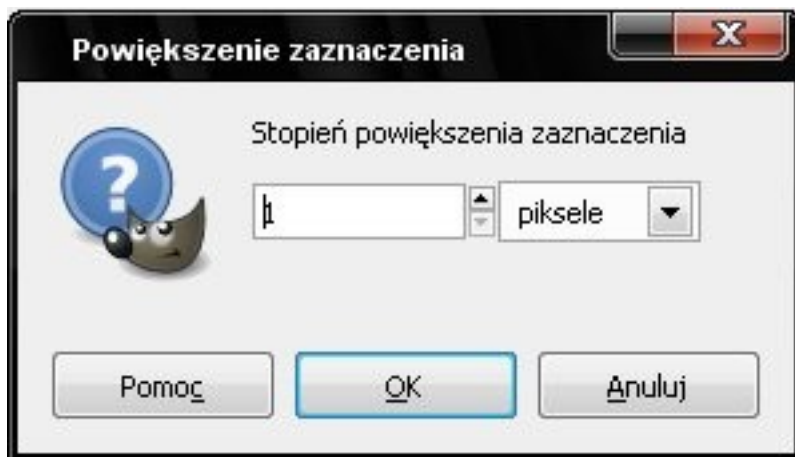 Powiększenie zaznaczenia
Stopień powiększenia zaznaczenia
1 piksele
Pomoc OK Anuluj